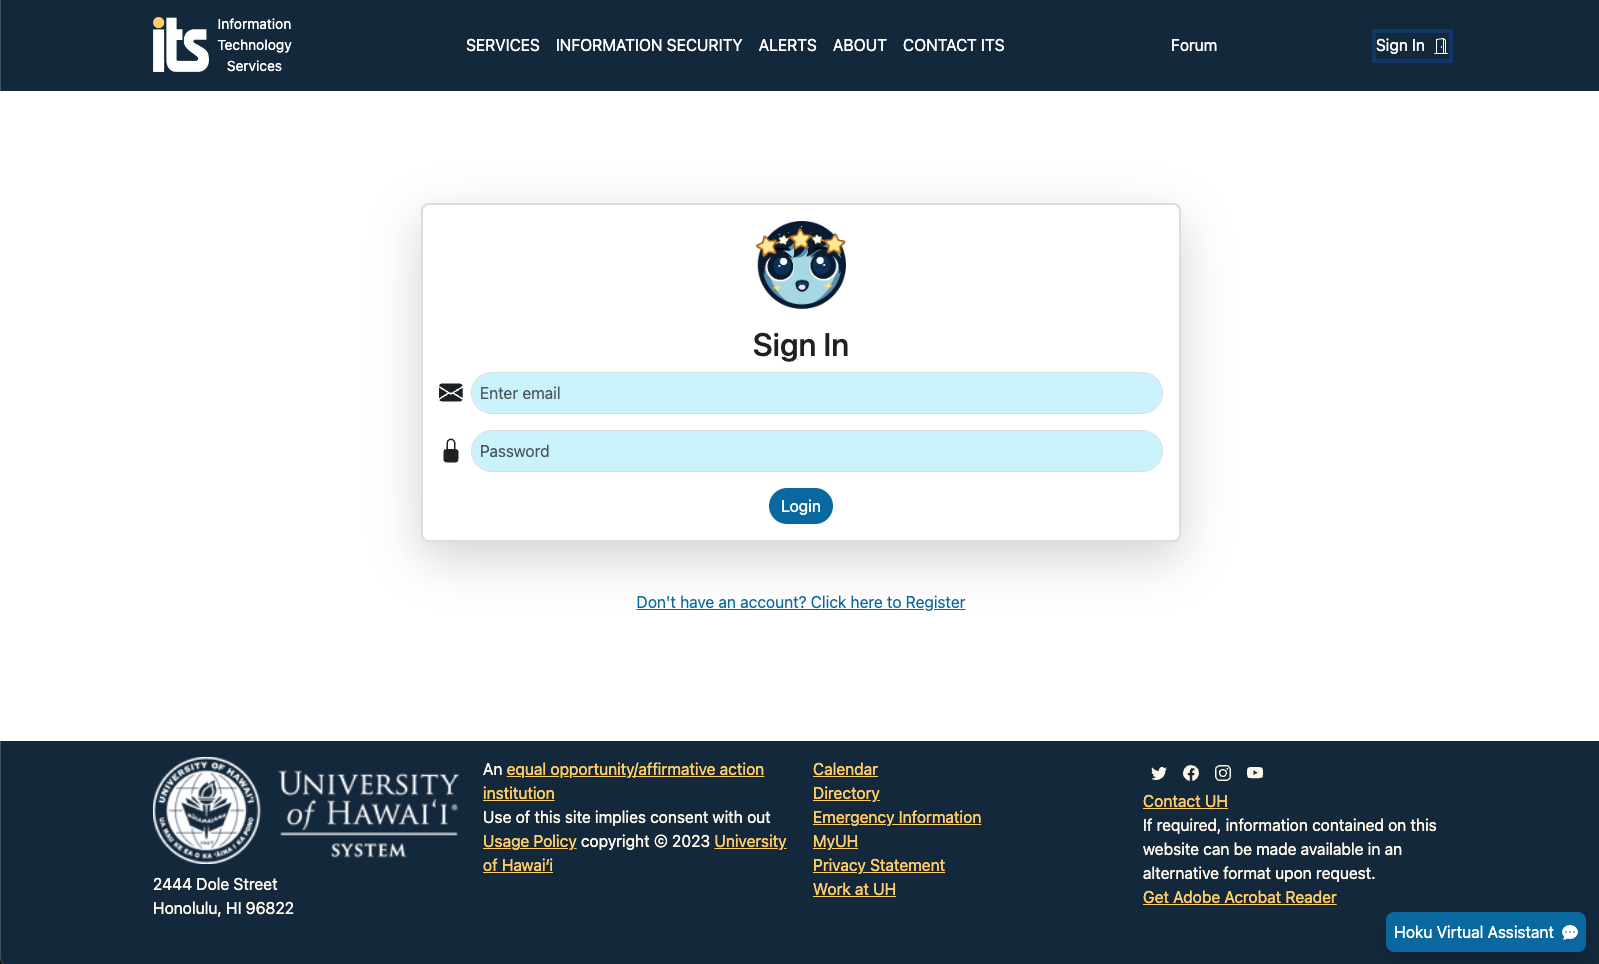 its
Information
Technology
Services
SERVICES INFORMATION SECURITY ALERTS ABOUT CONTACT ITS Forum Sign In
Sign In
Enter email
Password
Login
Don't have an account? Click here to Register
UNIVERSITY
of HAWAIʻI®
SYSTEM
2444 Dole Street
Honolulu, HI 96822
An equal opportunity/affirmative action
institution
Use of this site implies consent with out
Usage Policy copyright © 2023 University
of Hawaiʻi
Calendar
Directory
Emergency Information
MyUH
Privacy Statement
Work at UH
Contact UH
If required, information contained on this
website can be made available in an
alternative format upon request.
Get Adobe Acrobat Reader
Hoku Virtual Assistant